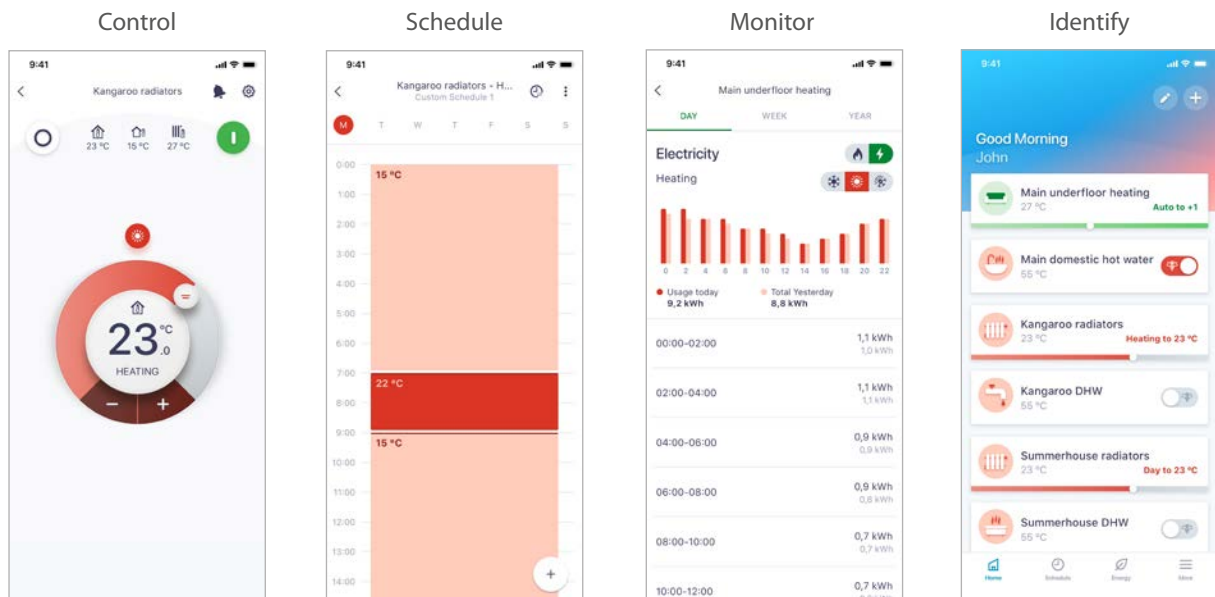 Control
Schedule
Monitor
Identify
9:41
Kangaroo radiators
23 °C
15 °C
27 °C
23.0 °C
HEATING
− +
9:41
Kangaroo radiators - H...
Custom Schedule 1
M T W T F S S
0:00
15 °C
1:00
2:00
3:00
4:00
5:00
6:00
7:00
22 °C
8:00
9:00
15 °C
10:00
11:00
12:00
13:00
14:00
+
9:41
Main underfloor heating
DAY WEEK YEAR
Electricity
Heating
0 2 4 6 8 10 12 14 16 18 20 22
Usage today
9,2 kWh
Total Yesterday
8,8 kWh
00:00-02:00
1,1 kWh
1,0 kWh
02:00-04:00
1,1 kWh
1,1 kWh
04:00-06:00
0,9 kWh
0,9 kWh
06:00-08:00
0,9 kWh
0,8 kWh
08:00-10:00
0,7 kWh
0,7 kWh
10:00-12:00
0,7 kWh
9:41
Good Morning
John
Main underfloor heating
27 °C
Auto to +1
Main domestic hot water
55 °C
Kangaroo radiators
23 °C
Heating to 23 °C
Kangaroo DHW
55 °C
Summerhouse radiators
23 °C
Day to 23 °C
Summerhouse DHW
55 °C
Home Schedule Energy More